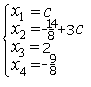 x₁ = c
x₂ = -14/8 + 3c
x₃ = 2
x₄ = -9/8